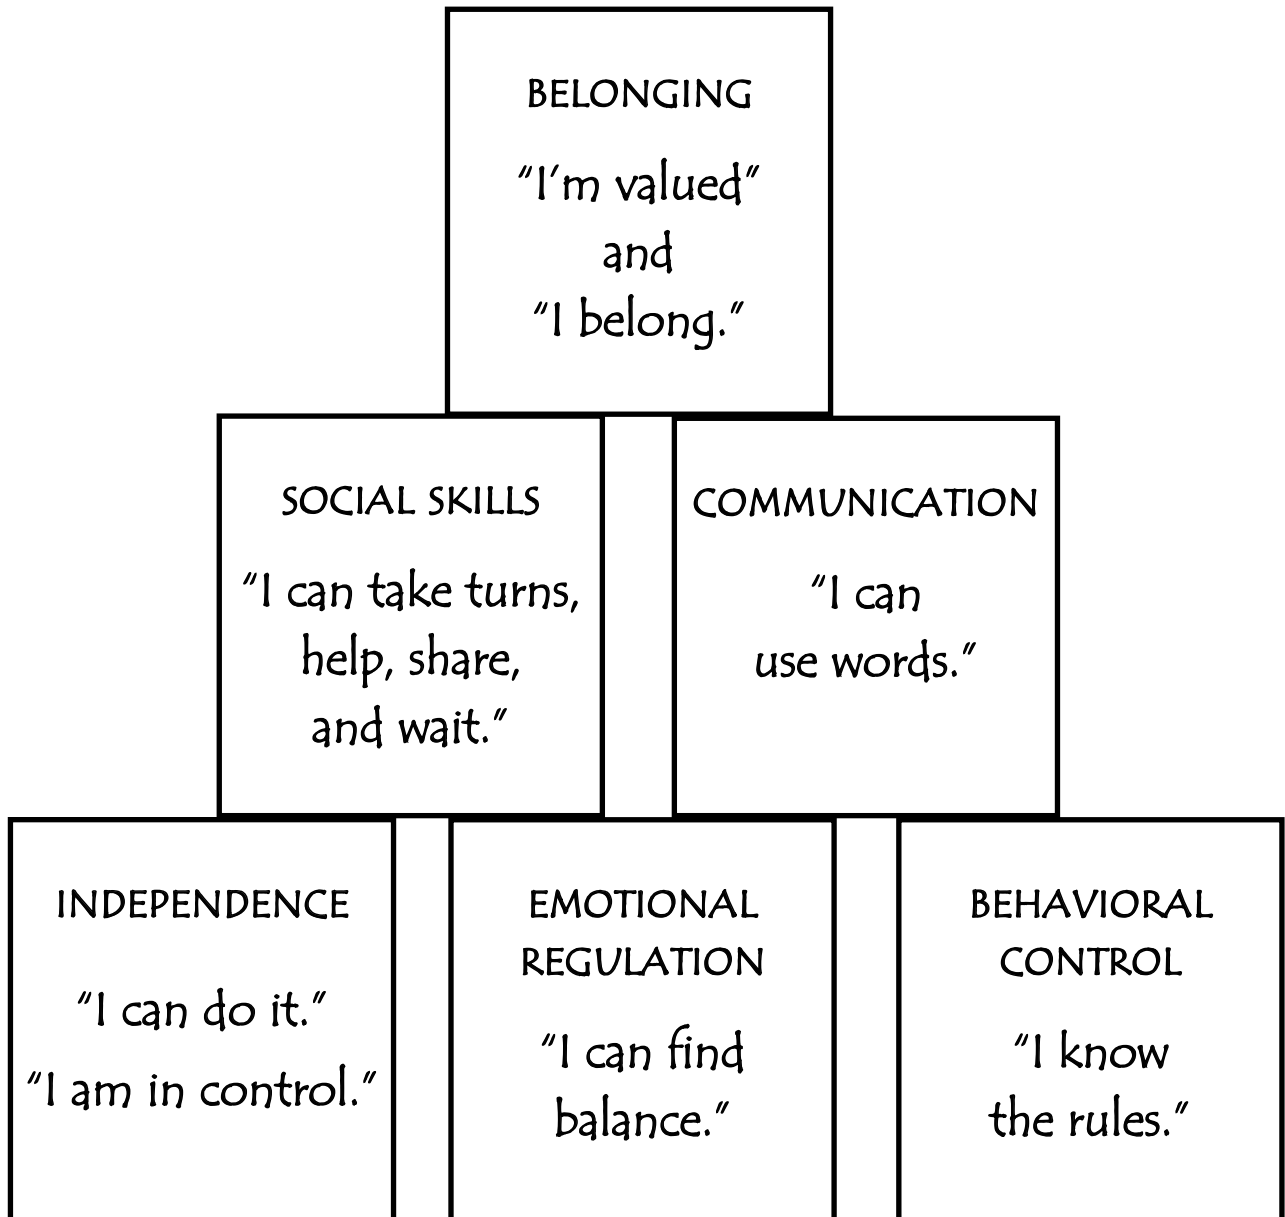 BELONGING
“I’m valued”
and
“I belong.”
SOCIAL SKILLS
“I can take turns,
help, share,
and wait.”
COMMUNICATION
“I can
use words.”
INDEPENDENCE
“I can do it.”
“I am in control.”
EMOTIONAL
REGULATION
“I can find
balance.”
BEHAVIORAL
CONTROL
“I know
the rules.”